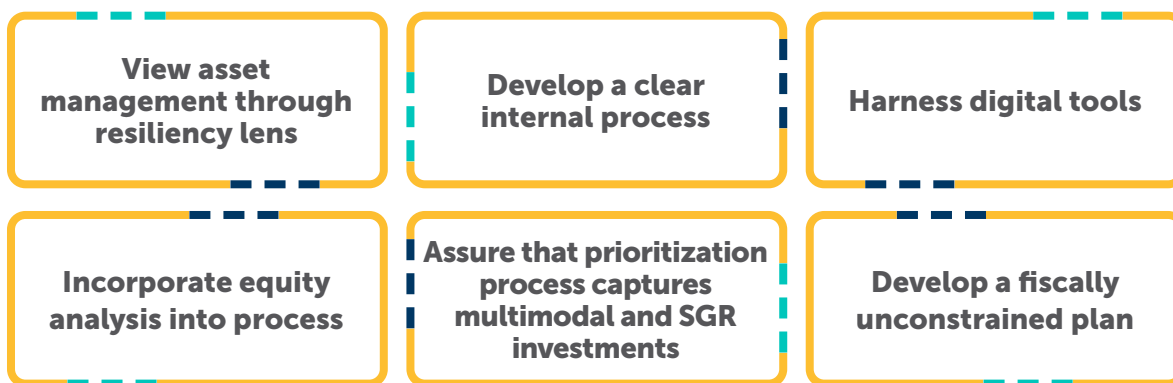 View asset
management through
resiliency lens
Develop a clear
internal process
Harness digital tools
Incorporate equity
analysis into process
Assure that prioritization
process captures
multimodal and SGR
investments
Develop a fiscally
unconstrained plan